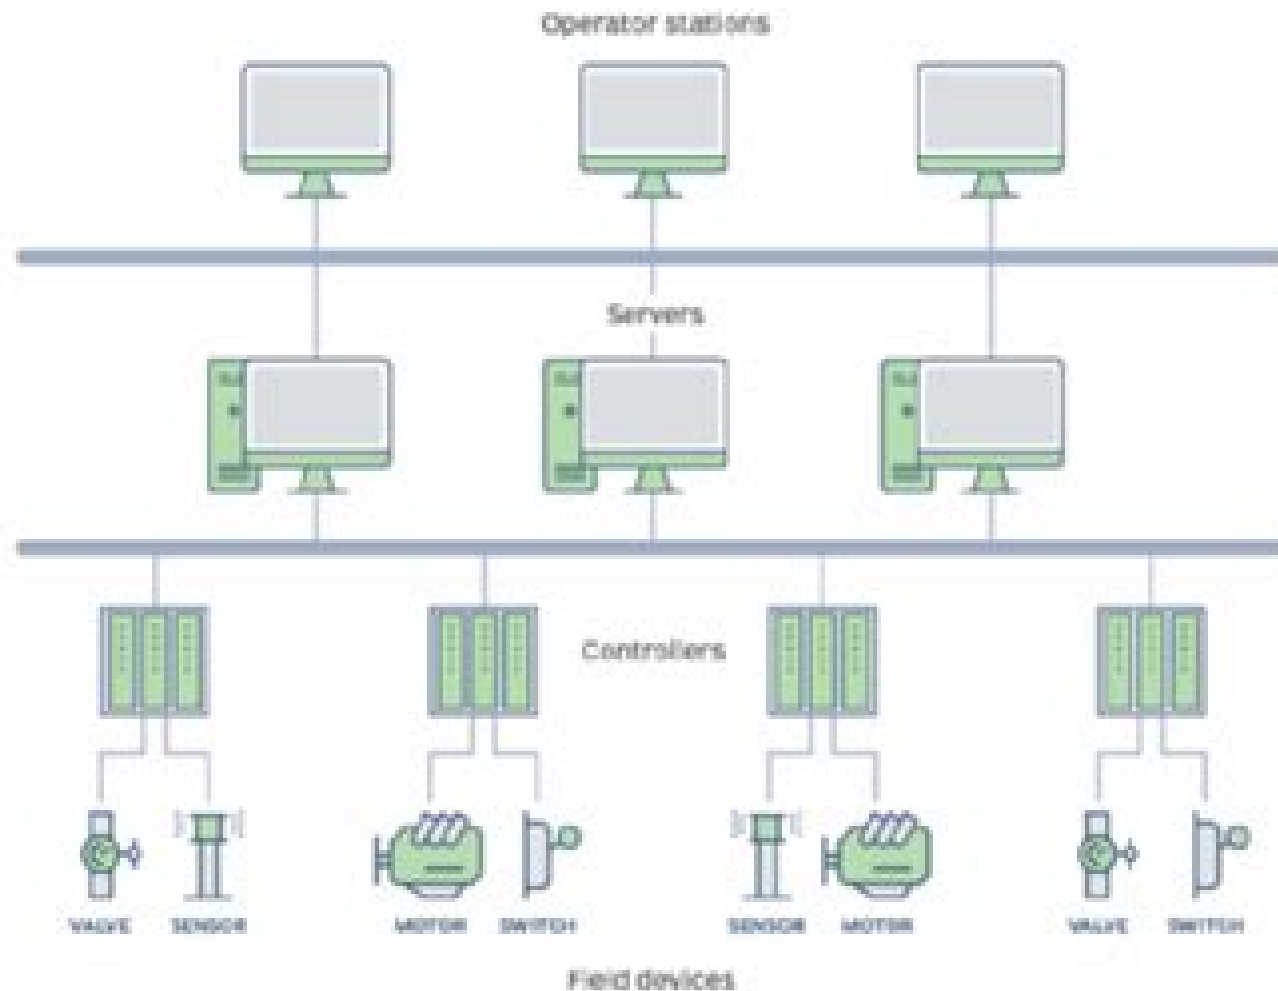 Operator stations
Servers
Controllers
VALVE SENSOR MOTOR SWITCH SENSOR MOTOR VALVE SWITCH
Field devices